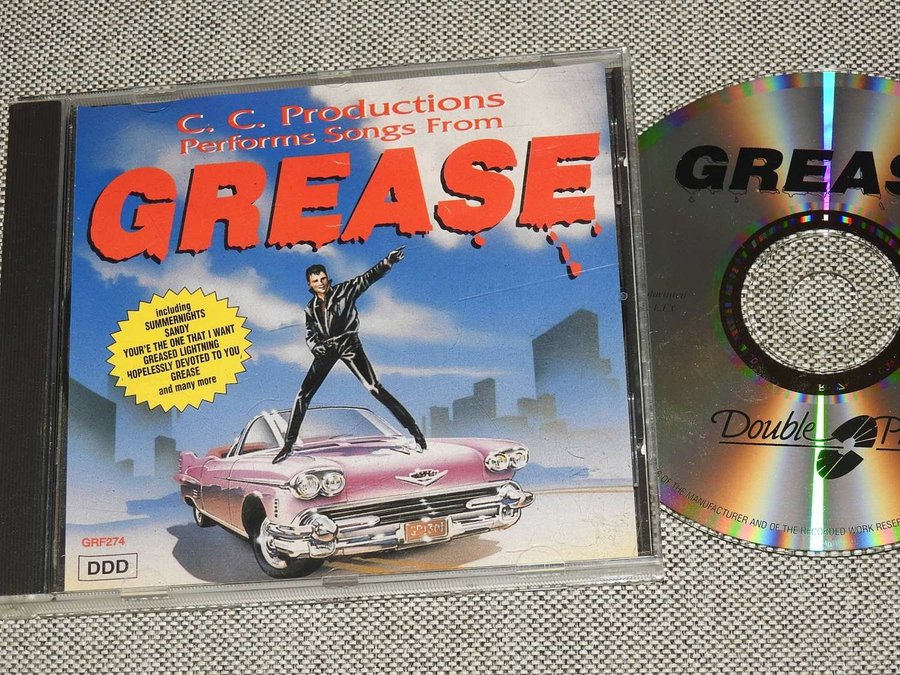 C. C. Productions
Performs Songs From
GREASE
including
SUMMERNIGHTS
SANDY
YOUR'E THE ONE THAT I WANT
GREASED LIGHTNING
HOPELESSLY DEVOTED TO YOU
GREASE
and many more
GRF274
DDD
GREAS
Double P
OF THE MANUFACTURER AND OF THE RECORDED WORK RESER